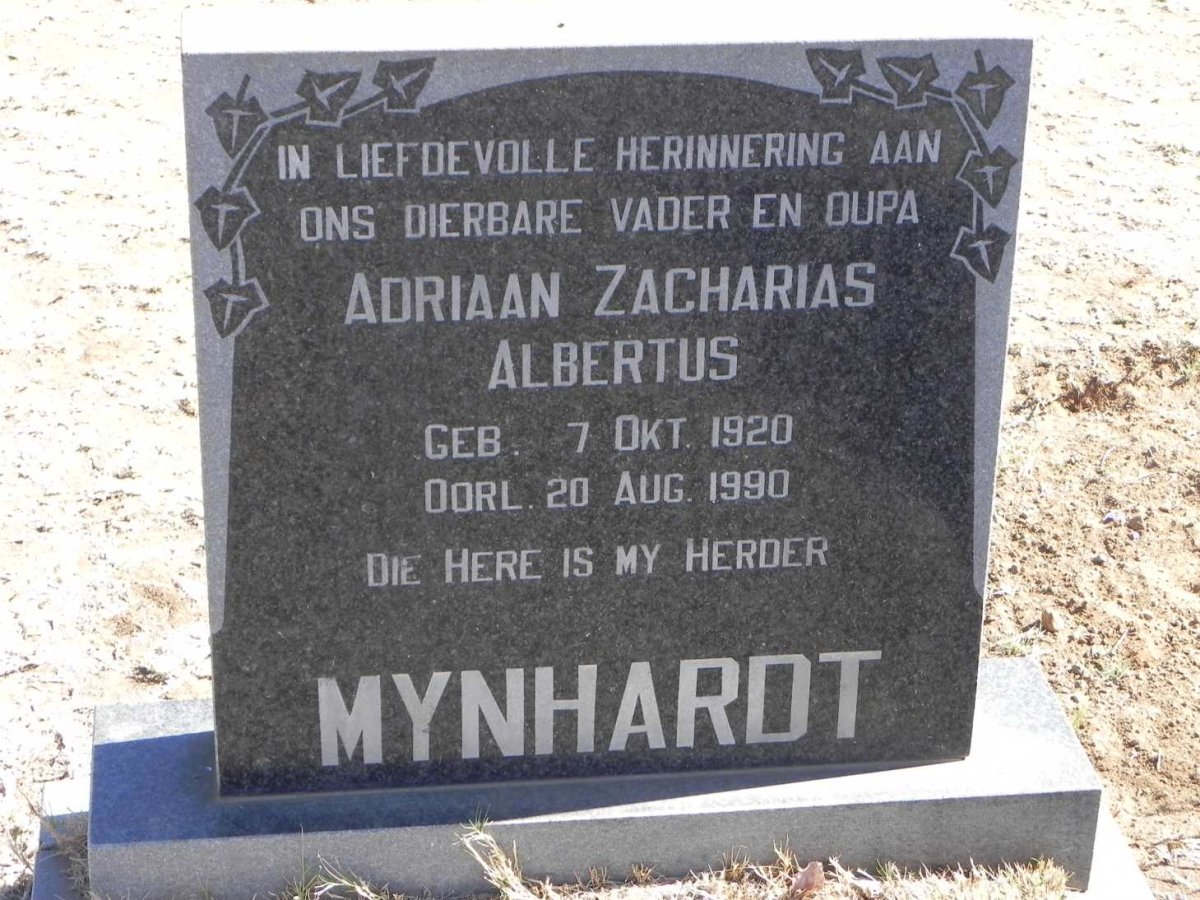 IN LIEFDEVOLLE HERINNERING AAN
ONS DIERBARE VADER EN OUPA
ADRIAAN ZACHARIAS
ALBERTUS
GEB. 7 OKT. 1920
OORL. 20 AUG. 1990
DIE HERE IS MY HERDER
MYNHARDT